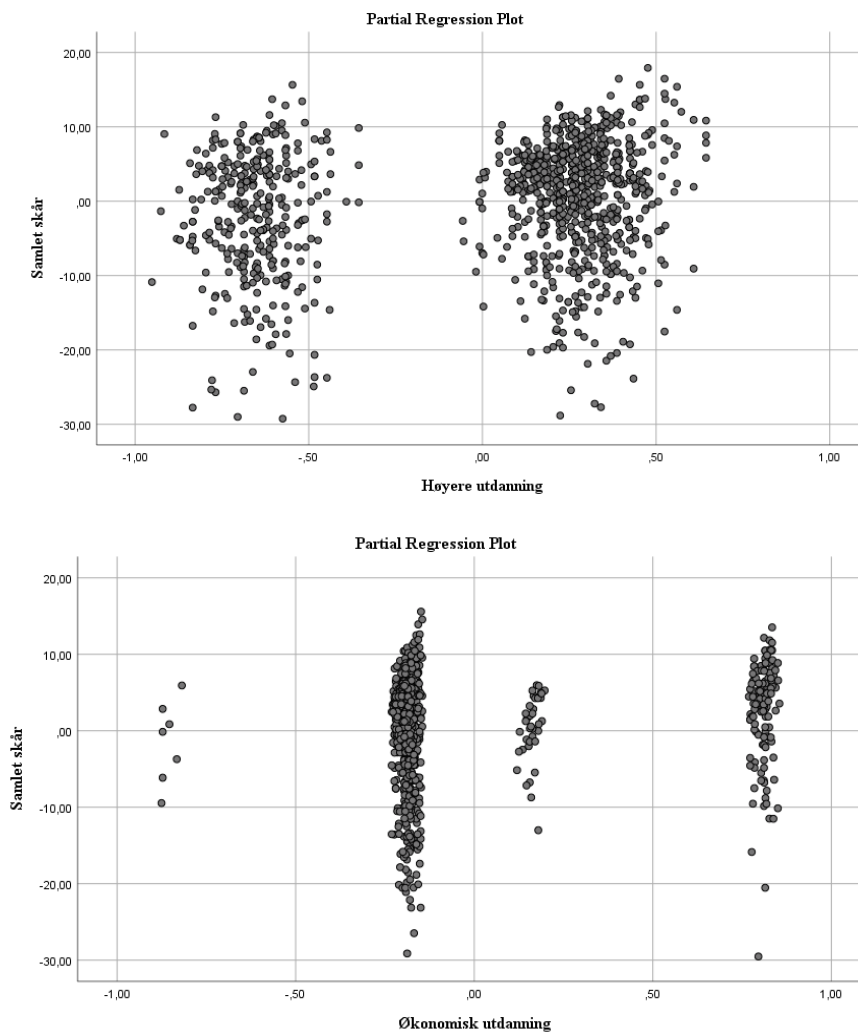 Partial Regression Plot
20,00
10,00
,00
-10,00
-20,00
-30,00
Samlet skår
-1,00 -,50 ,00 ,50 1,00
Høyere utdanning
Partial Regression Plot
20,00
10,00
,00
-10,00
-20,00
-30,00
Samlet skår
-1,00 -,50 ,00 ,50 1,00
Økonomisk utdanning